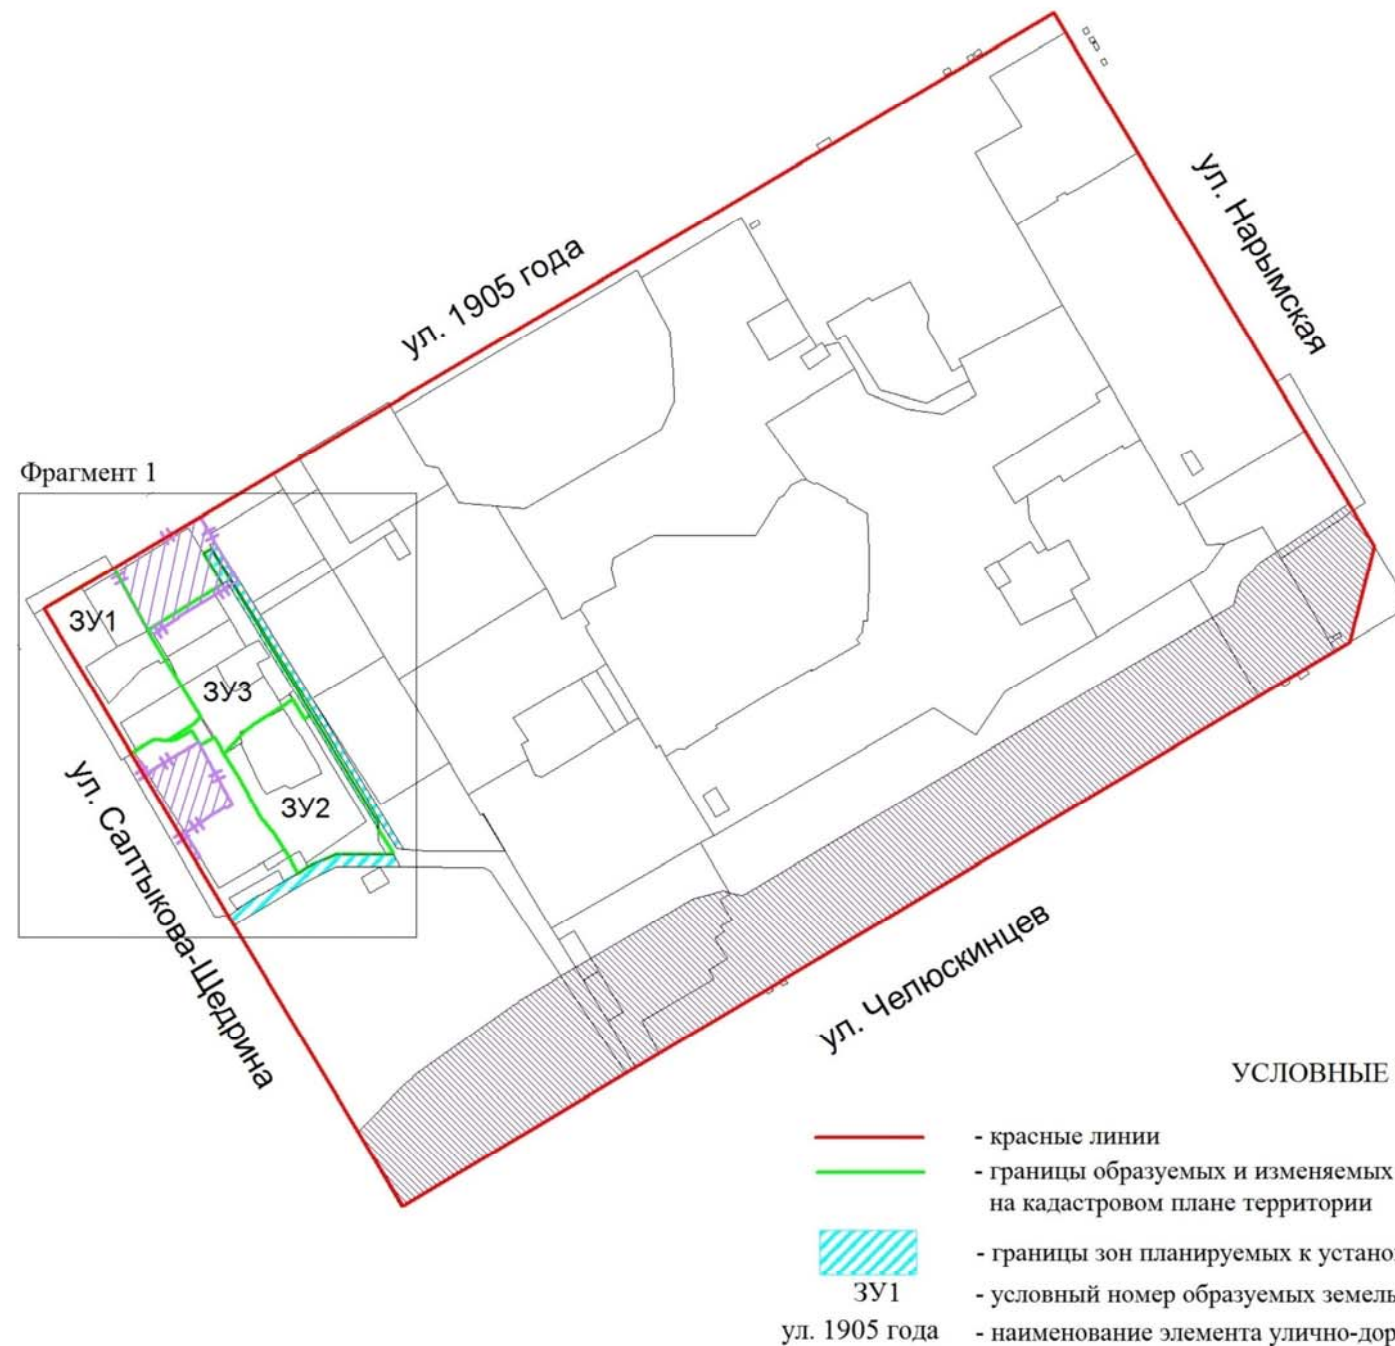 ул. 1905 года
ул. Нарымская
Фрагмент 1
ЗУ1
ЗУ3
ЗУ2
ул. Салтыкова-Щедрина
ул. Челюскинцев
УСЛОВНЫЕ
- красные линии
- границы образуемых и изменяемых
на кадастровом плане территории
- границы зон планируемых к устано
ЗУ1 - условный номер образуемых земель
ул. 1905 года - наименование элемента улично-дор